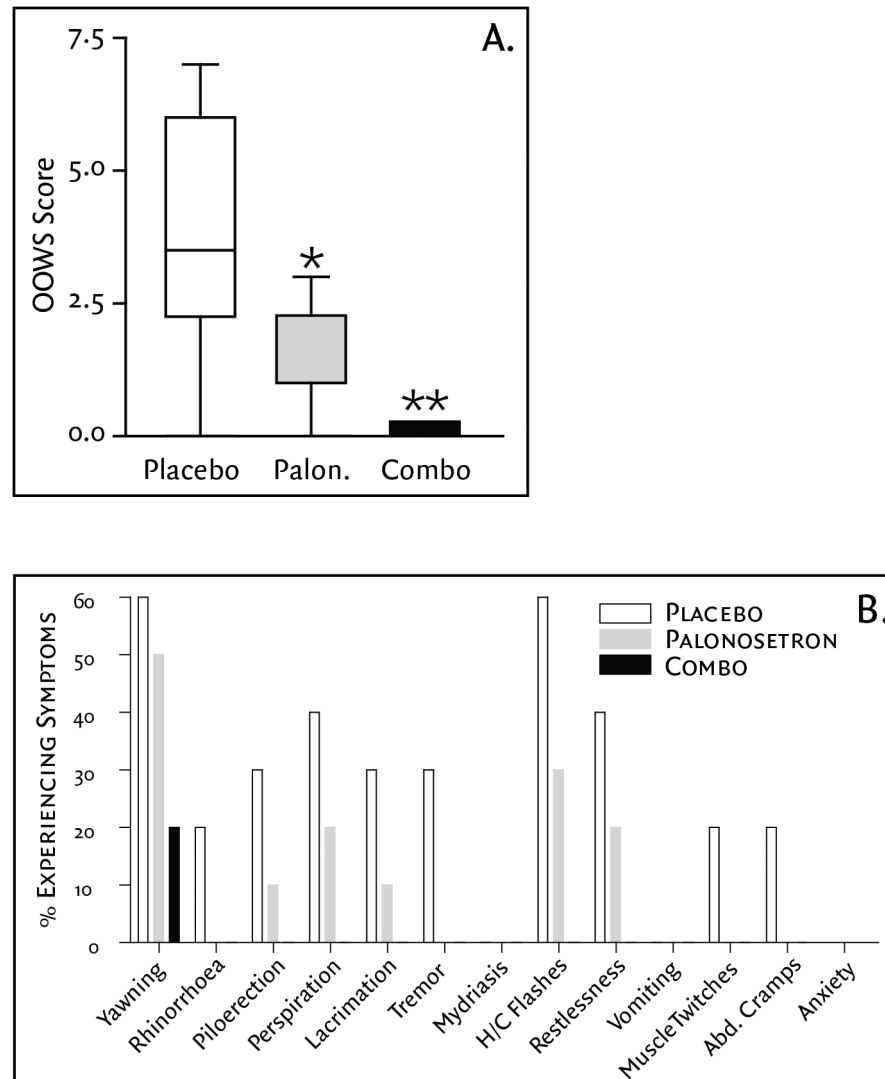 A.
7.5
5.0
2.5
0.0
OOWS Score
*
**
Placebo Palon. Combo
B.
60
50
40
30
20
10
0
% Experiencing Symptoms
Placebo
Palonosetron
Combo
Yawning
Rhinorrhoea
Piloerection
Perspiration
Lacrimation
Tremor
Mydriasis
H/C Flashes
Restlessness
Vomiting
MuscleTwitches
Abd. Cramps
Anxiety